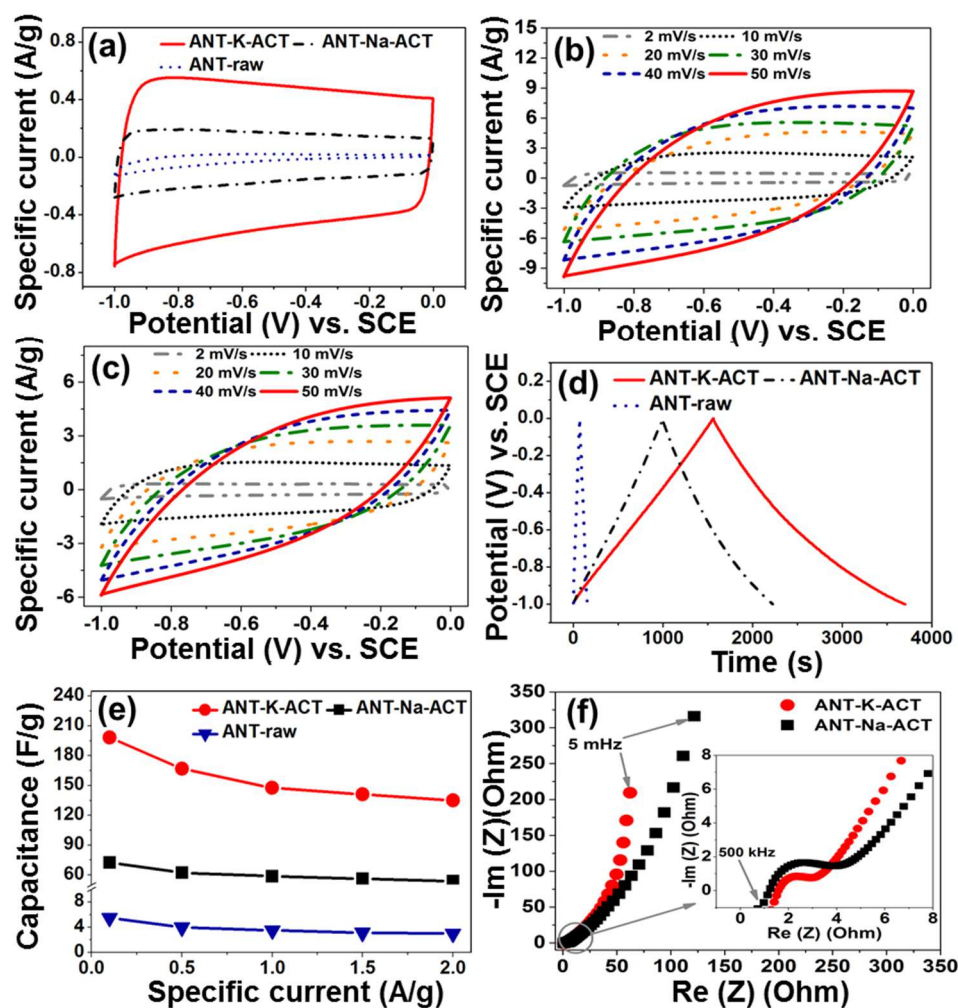 (a)
ANT-K-ACT ANT-Na-ACT
ANT-raw
Specific current (A/g)
0.8
0.4
0.0
-0.4
-0.8
-1.0 -0.8 -0.6 -0.4 -0.2 0.0
Potential (V) vs. SCE
(b)
2 mV/s 10 mV/s
20 mV/s 30 mV/s
40 mV/s 50 mV/s
Specific current (A/g)
15
12
9
6
3
0
-3
-6
-9
-1.0 -0.8 -0.6 -0.4 -0.2 0.0
Potential (V) vs. SCE
(c)
2 mV/s 10 mV/s
20 mV/s 30 mV/s
40 mV/s 50 mV/s
Specific current (A/g)
6
3
0
-3
-6
-1.0 -0.8 -0.6 -0.4 -0.2 0.0
Potential (V) vs. SCE
(d)
ANT-K-ACT ANT-Na-ACT
ANT-raw
Potential (V) vs. SCE
0.2
0.0
-0.2
-0.4
-0.6
-0.8
-1.0
0 1000 2000 3000 4000
Time (s)
(e)
ANT-K-ACT ANT-Na-ACT
ANT-raw
Capacitance (F/g)
240
210
180
150
120
90
60
8
4
0
0.0 0.5 1.0 1.5 2.0
Specific current (A/g)
(f)
ANT-K-ACT
ANT-Na-ACT
5 mHz
-Im (Z)(Ohm)
350
300
250
200
150
100
50
0
0 50 100 150 200 250 300 350
Re (Z) (Ohm)
500 kHz
-Im (Z) (Ohm)
8
6
4
2
0
0 2 4 6 8
Re (Z) (Ohm)